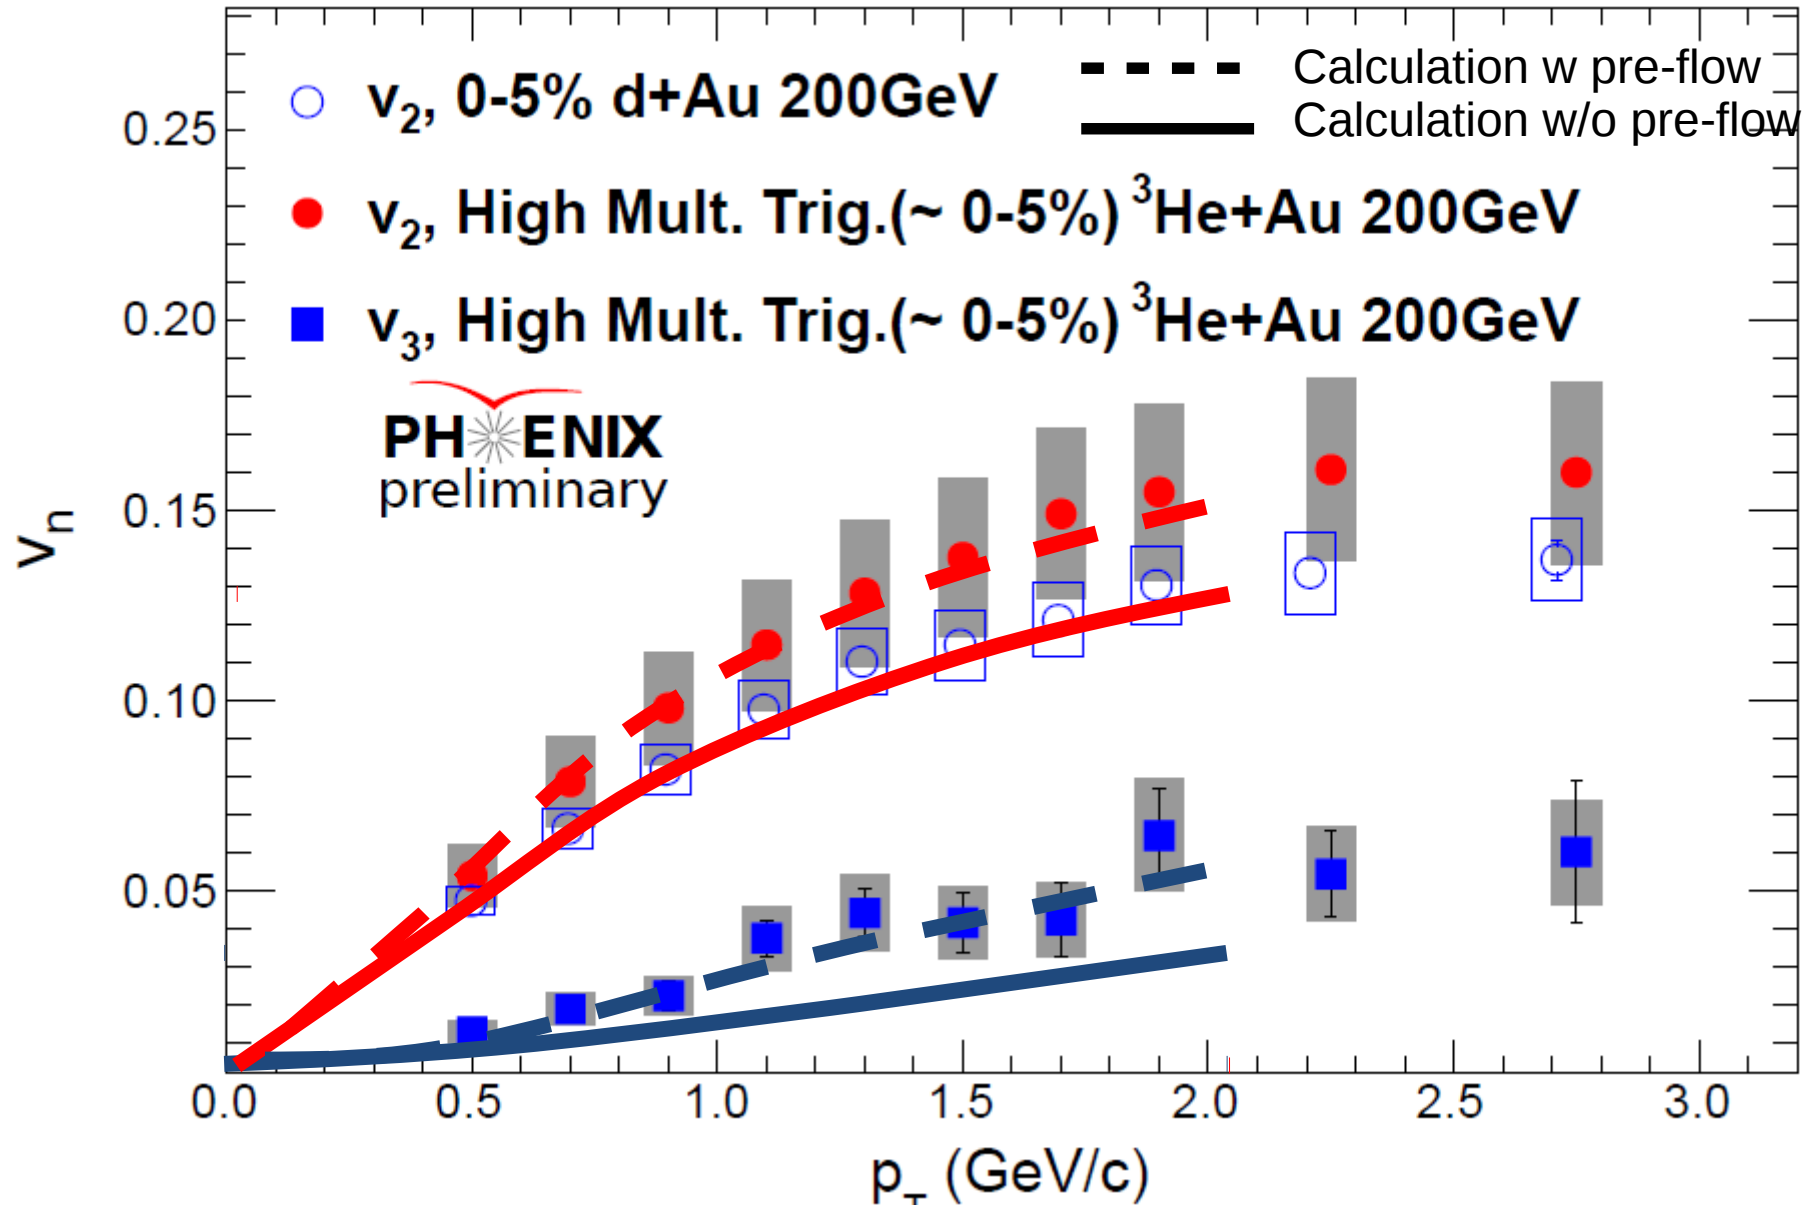 Calculation w pre-flow
Calculation w/o pre-flow
v2, 0-5% d+Au 200GeV
v2, High Mult. Trig.(~ 0-5%) ³He+Au 200GeV
v3, High Mult. Trig.(~ 0-5%) ³He+Au 200GeV
PHENIX
preliminary
vn
0.25
0.20
0.15
0.10
0.05
0.0 0.5 1.0 1.5 2.0 2.5 3.0
pT (GeV/c)